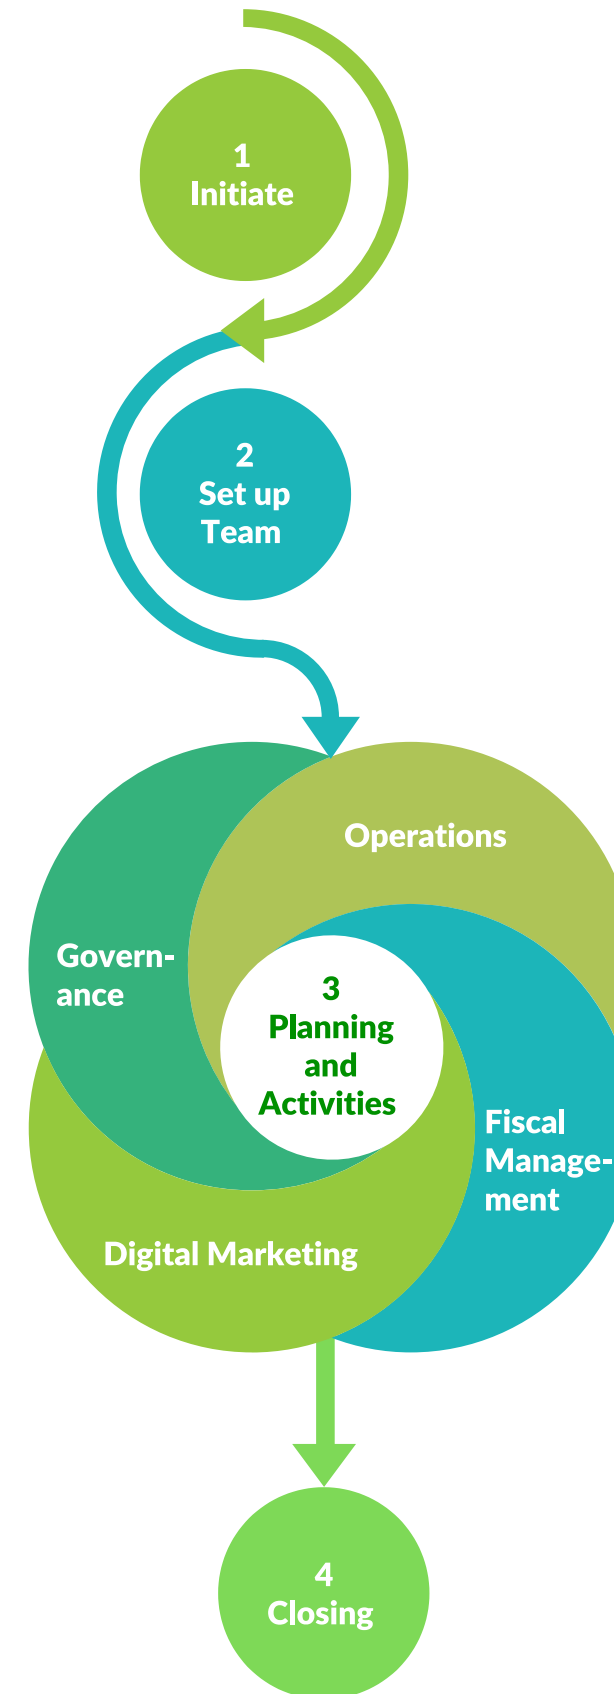 1
Initiate
2
Set up
Team
Operations
Govern-
ance
3
Planning
and
Activities
Fiscal
Manage-
ment
Digital Marketing
4
Closing